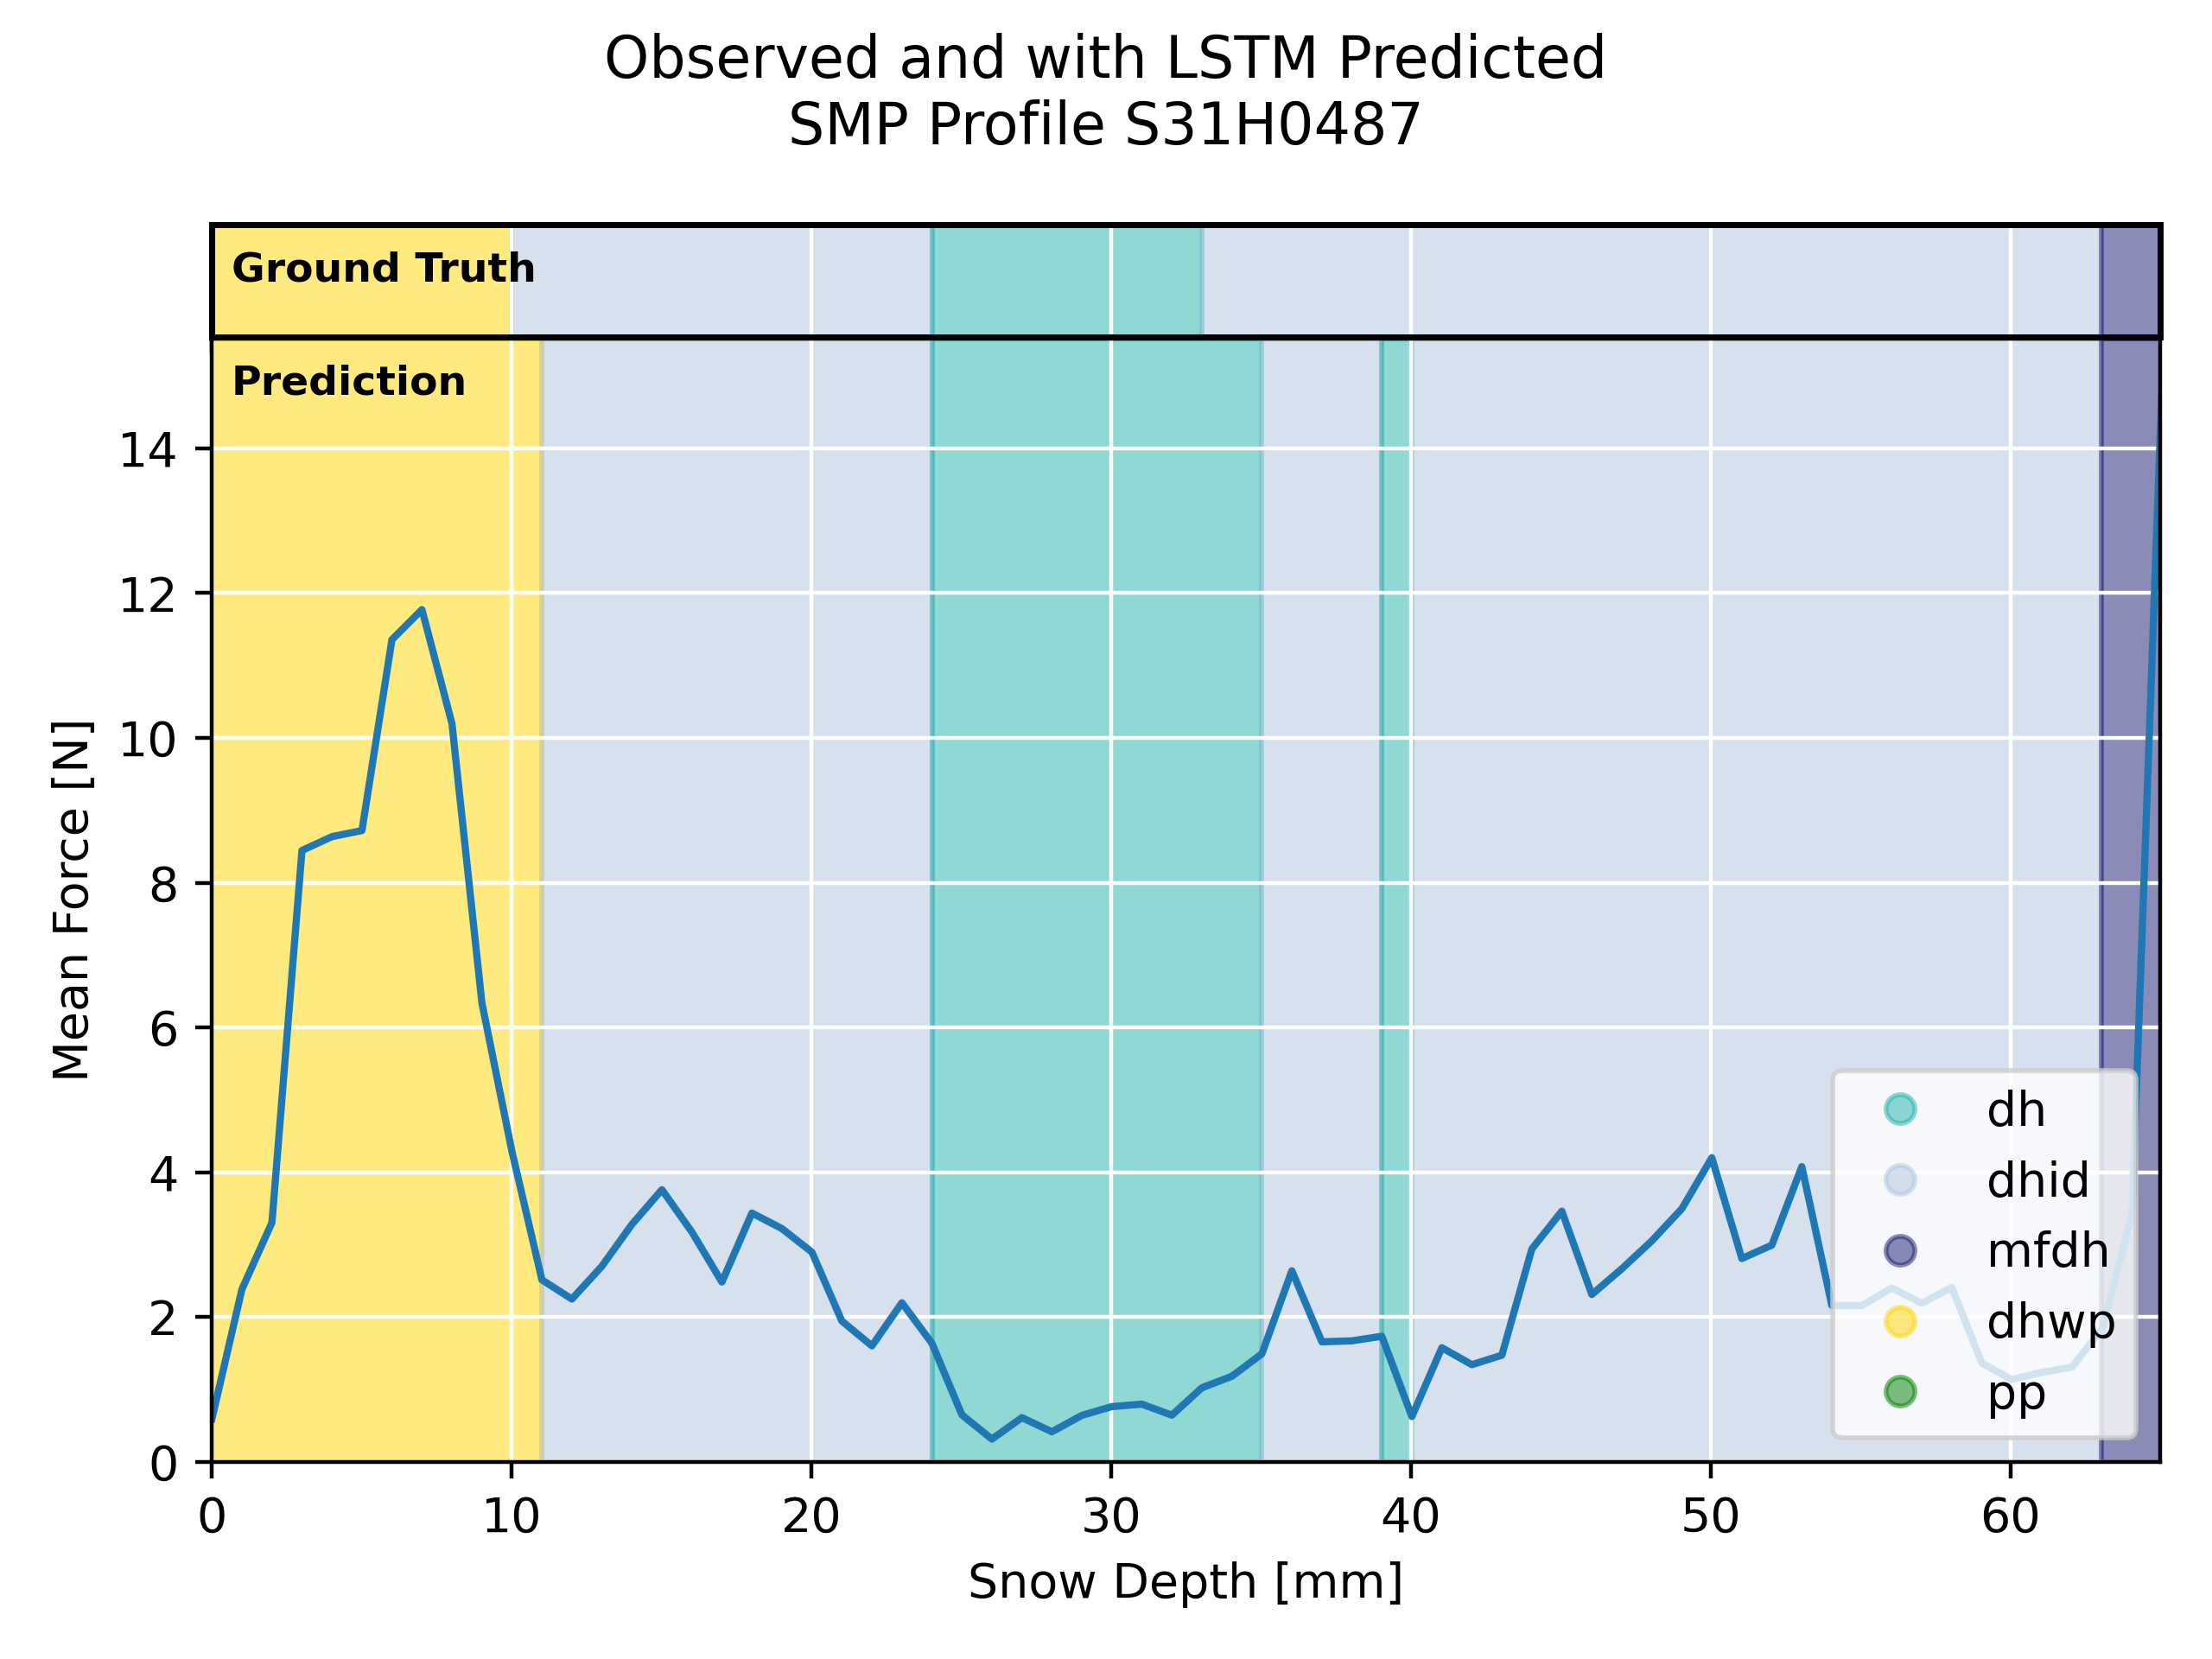 Observed and with LSTM Predicted
SMP Profile S31H0487
Ground Truth
Prediction
14
12
10
8
6
4
2
0
Mean Force [N]
dh
dhid
mfdh
dhwp
pp
0 10 20 30 40 50 60
Snow Depth [mm]